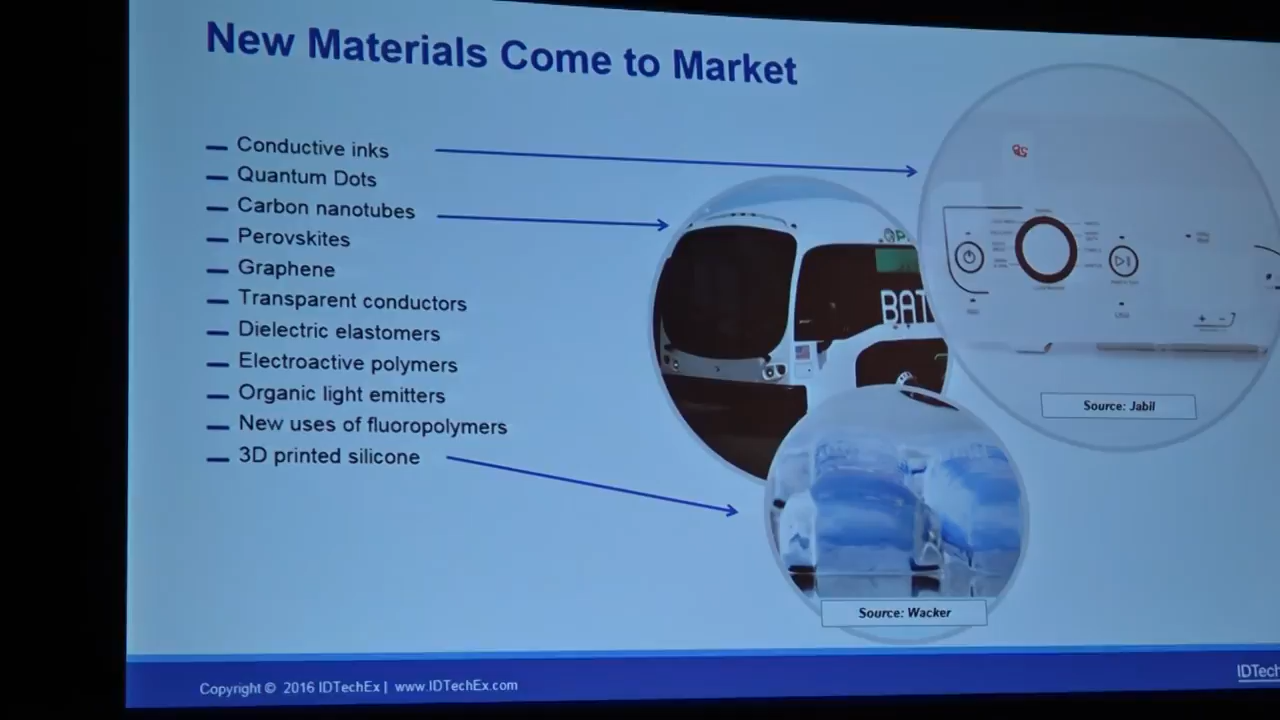 New Materials Come to Market
Conductive inks
Quantum Dots
Carbon nanotubes
Perovskites
Graphene
Transparent conductors
Dielectric elastomers
Electroactive polymers
Organic light emitters
New uses of fluoropolymers
3D printed silicone
BAT
Source: Jabil
Source: Wacker
Copyright © 2016 IDTechEx | www.IDTechEx.com
IDTech